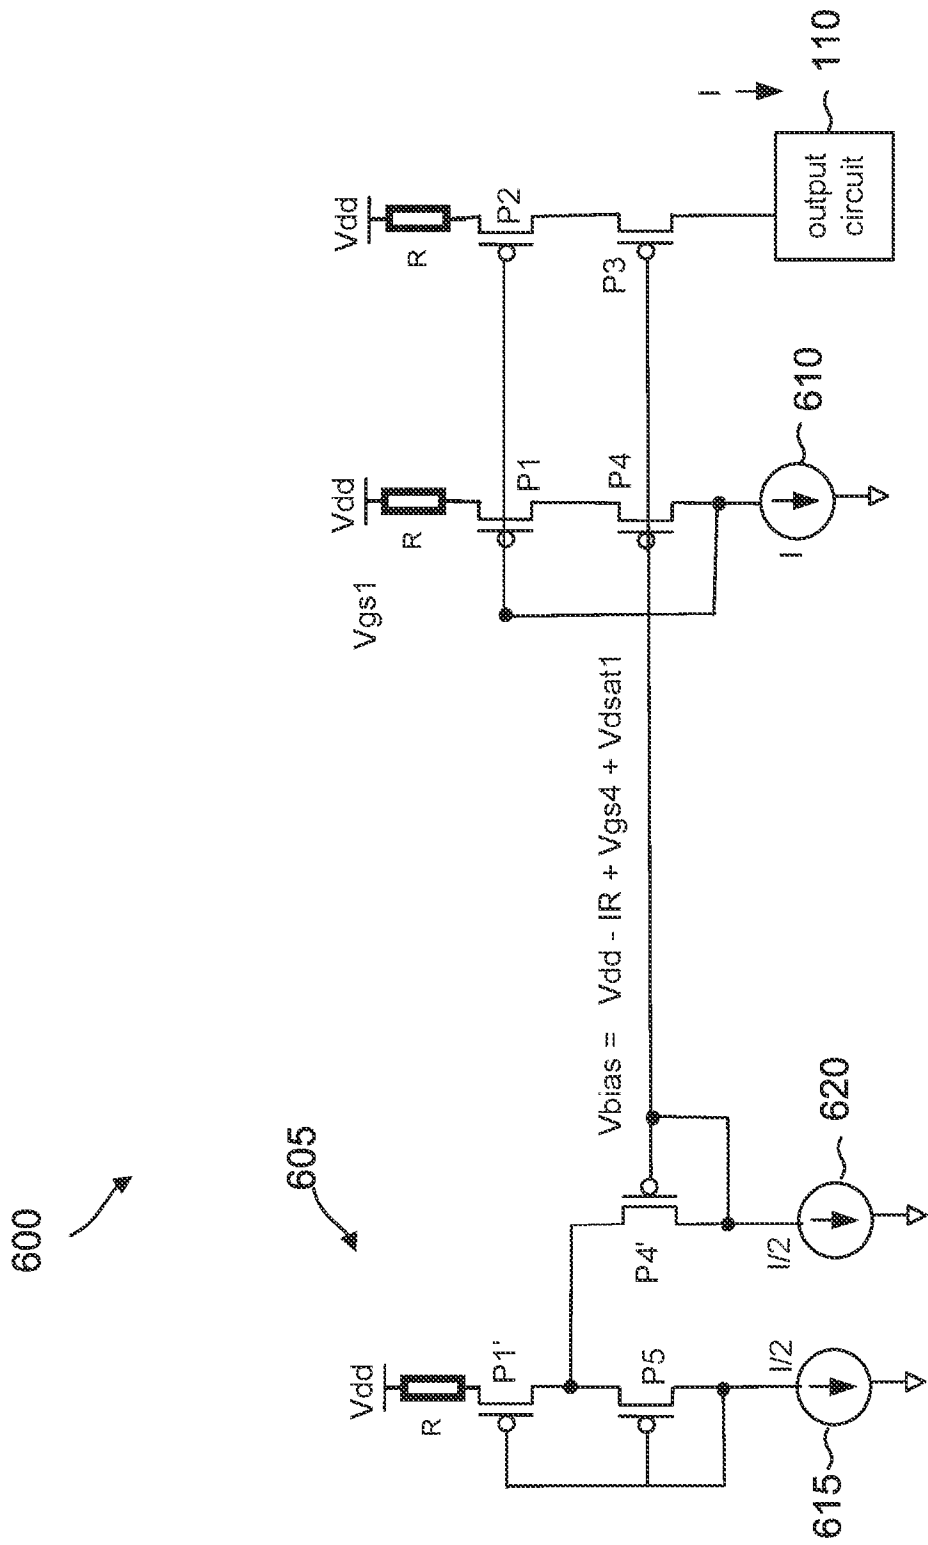 600
605
Vdd
R
P1'
P5
I/2
615
P4'
I/2
620
Vbias = Vdd - IR + Vgs4 + Vdsat1
Vgs1
Vdd
R
P1
P4
I
610
Vdd
R
P2
P3
I
output
circuit
110